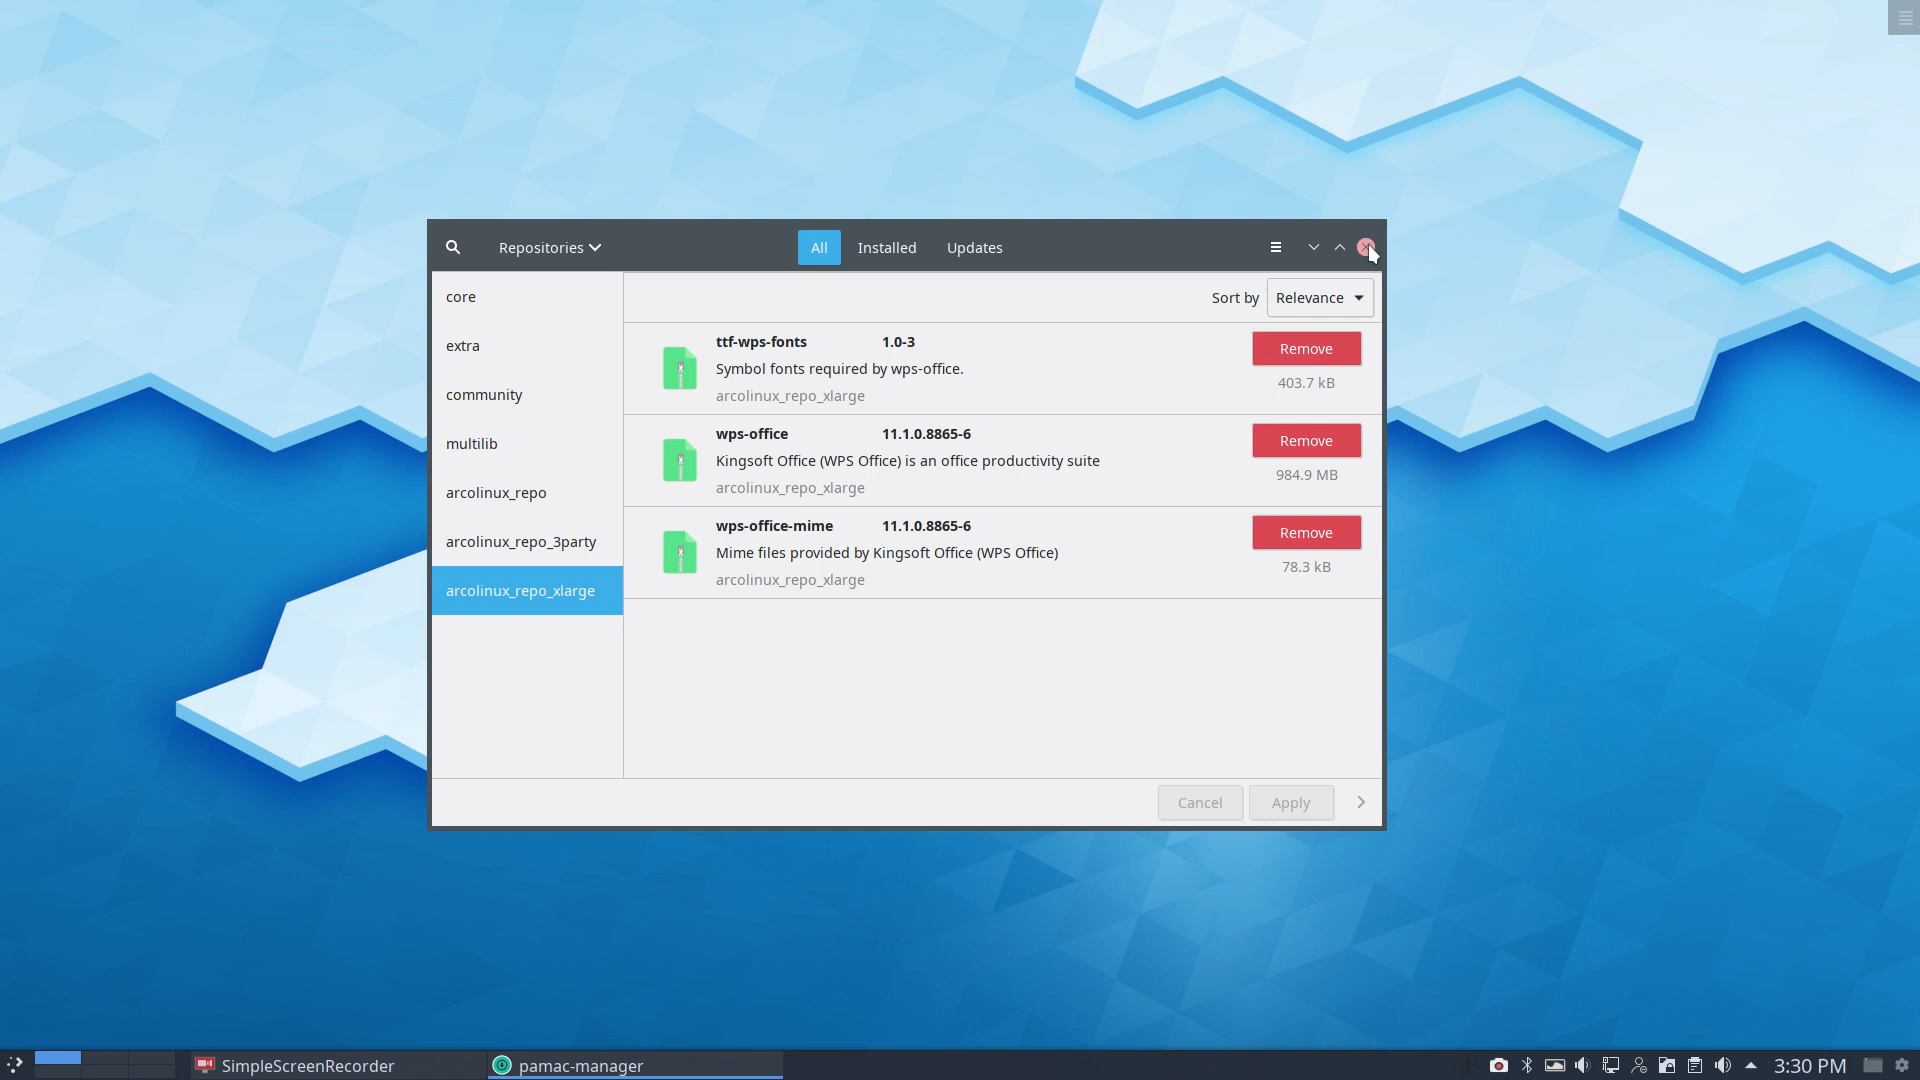 Repositories
All
Installed
Updates
core
extra
community
multilib
arcolinux_repo
arcolinux_repo_3party
arcolinux_repo_xlarge
Sort by
Relevance
ttf-wps-fonts 1.0-3
Symbol fonts required by wps-office.
arcolinux_repo_xlarge
Remove
403.7 kB
wps-office 11.1.0.8865-6
Kingsoft Office (WPS Office) is an office productivity suite
arcolinux_repo_xlarge
Remove
984.9 MB
wps-office-mime 11.1.0.8865-6
Mime files provided by Kingsoft Office (WPS Office)
arcolinux_repo_xlarge
Remove
78.3 kB
Cancel
Apply
SimpleScreenRecorder
pamac-manager
3:30 PM